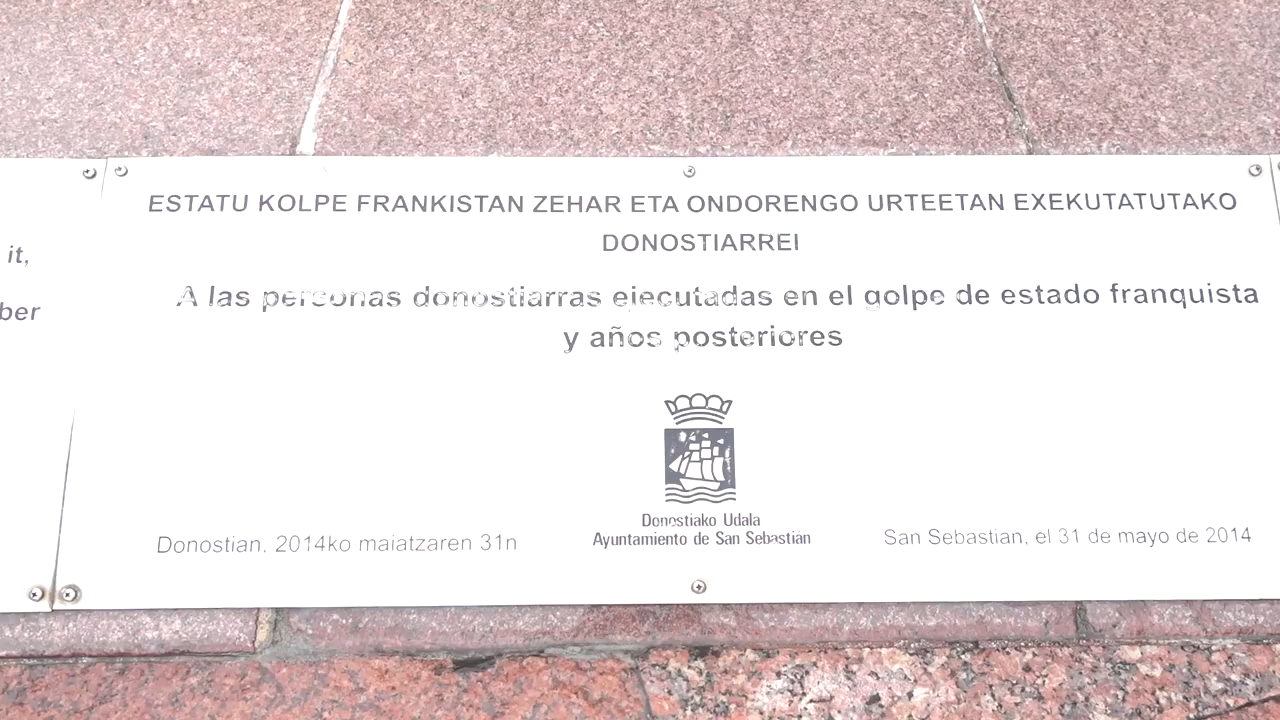 it,
ber
ESTATU KOLPE FRANKISTAN ZEHAR ETA ONDORENGO URTEETAN EXEKUTATUTAKO
DONOSTIARREI
A las personas donostiarras ejecutadas en el golpe de estado franquista
y años posteriores
Donostiako Udala
Ayuntamiento de San Sebastián
Donostian, 2014ko maiatzaren 31n
San Sebastian, el 31 de mayo de 2014